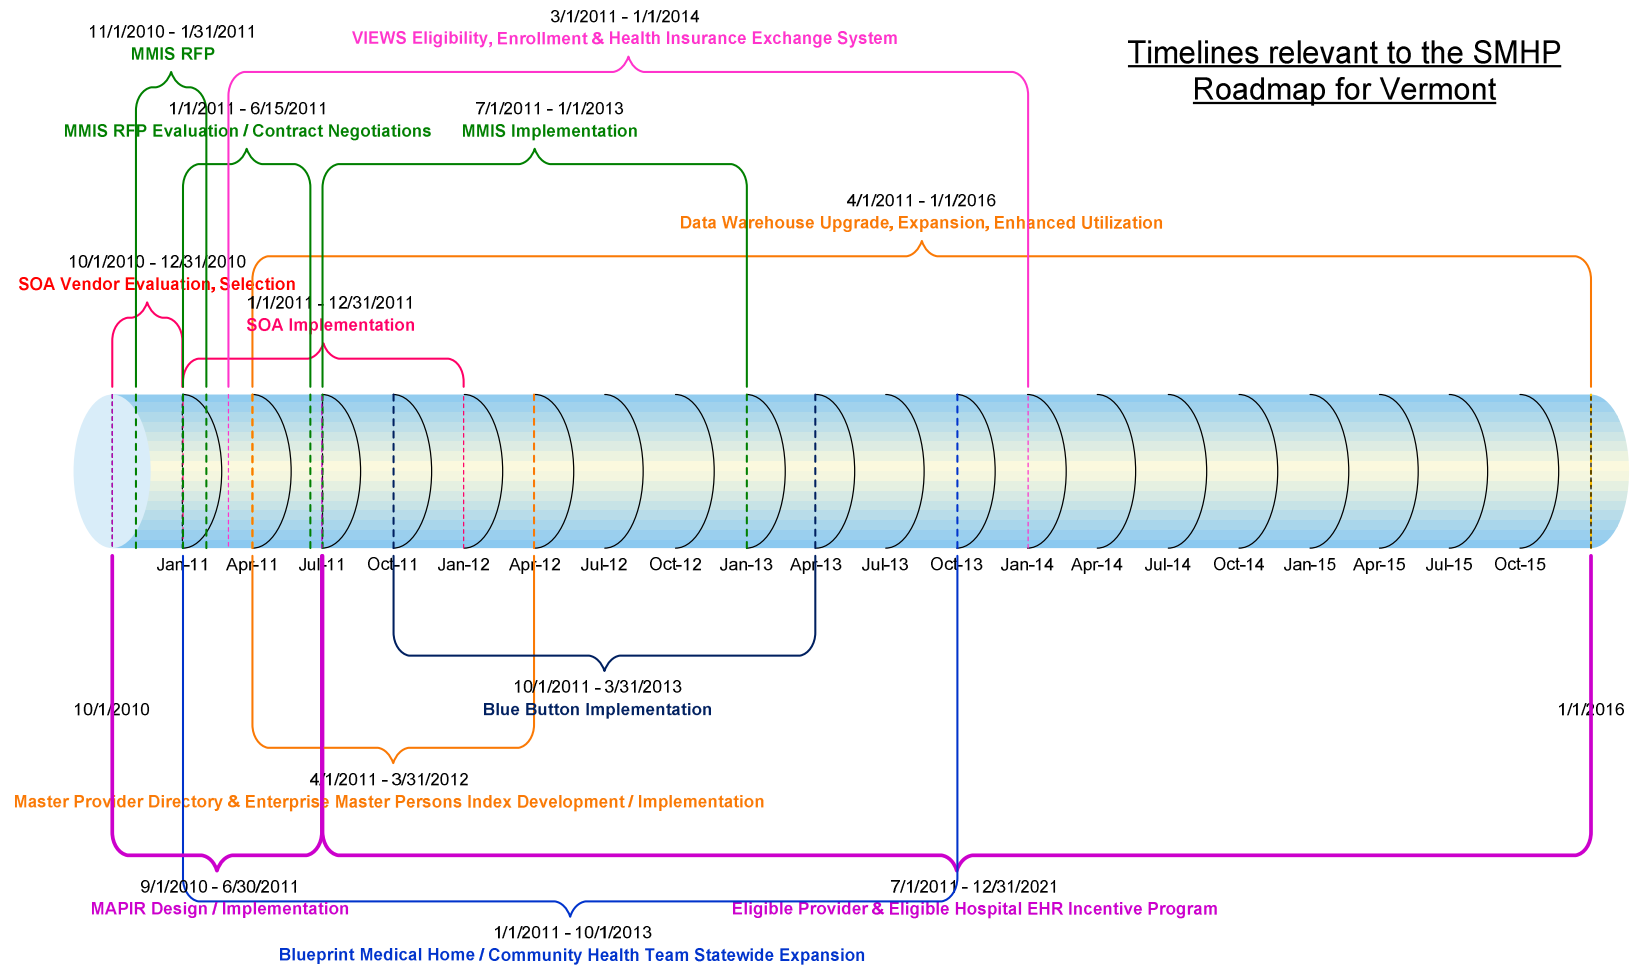 3/1/2011 - 1/1/2014
VIEWS Eligibility, Enrollment & Health Insurance Exchange System
11/1/2010 - 1/31/2011
MMIS RFP
Timelines relevant to the SMHP
Roadmap for Vermont
1/1/2011 - 6/15/2011
MMIS RFP Evaluation / Contract Negotiations
7/1/2011 - 1/1/2013
MMIS Implementation
4/1/2011 - 1/1/2016
Data Warehouse Upgrade, Expansion, Enhanced Utilization
10/1/2010 - 12/31/2010
SOA Vendor Evaluation, Selection
1/1/2011 - 12/31/2011
SOA Implementation
Jan-11 Apr-11 Jul-11 Oct-11 Jan-12 Apr-12 Jul-12 Oct-12 Jan-13 Apr-13 Jul-13 Oct-13 Jan-14 Apr-14 Jul-14 Oct-14 Jan-15 Apr-15 Jul-15 Oct-15
10/1/2011 - 3/31/2013
Blue Button Implementation
10/1/2010
1/1/2016
4/1/2011 - 3/31/2012
Master Provider Directory & Enterprise Master Persons Index Development / Implementation
9/1/2010 - 6/30/2011
MAPIR Design / Implementation
7/1/2011 - 12/31/2021
Eligible Provider & Eligible Hospital EHR Incentive Program
1/1/2011 - 10/1/2013
Blueprint Medical Home / Community Health Team Statewide Expansion